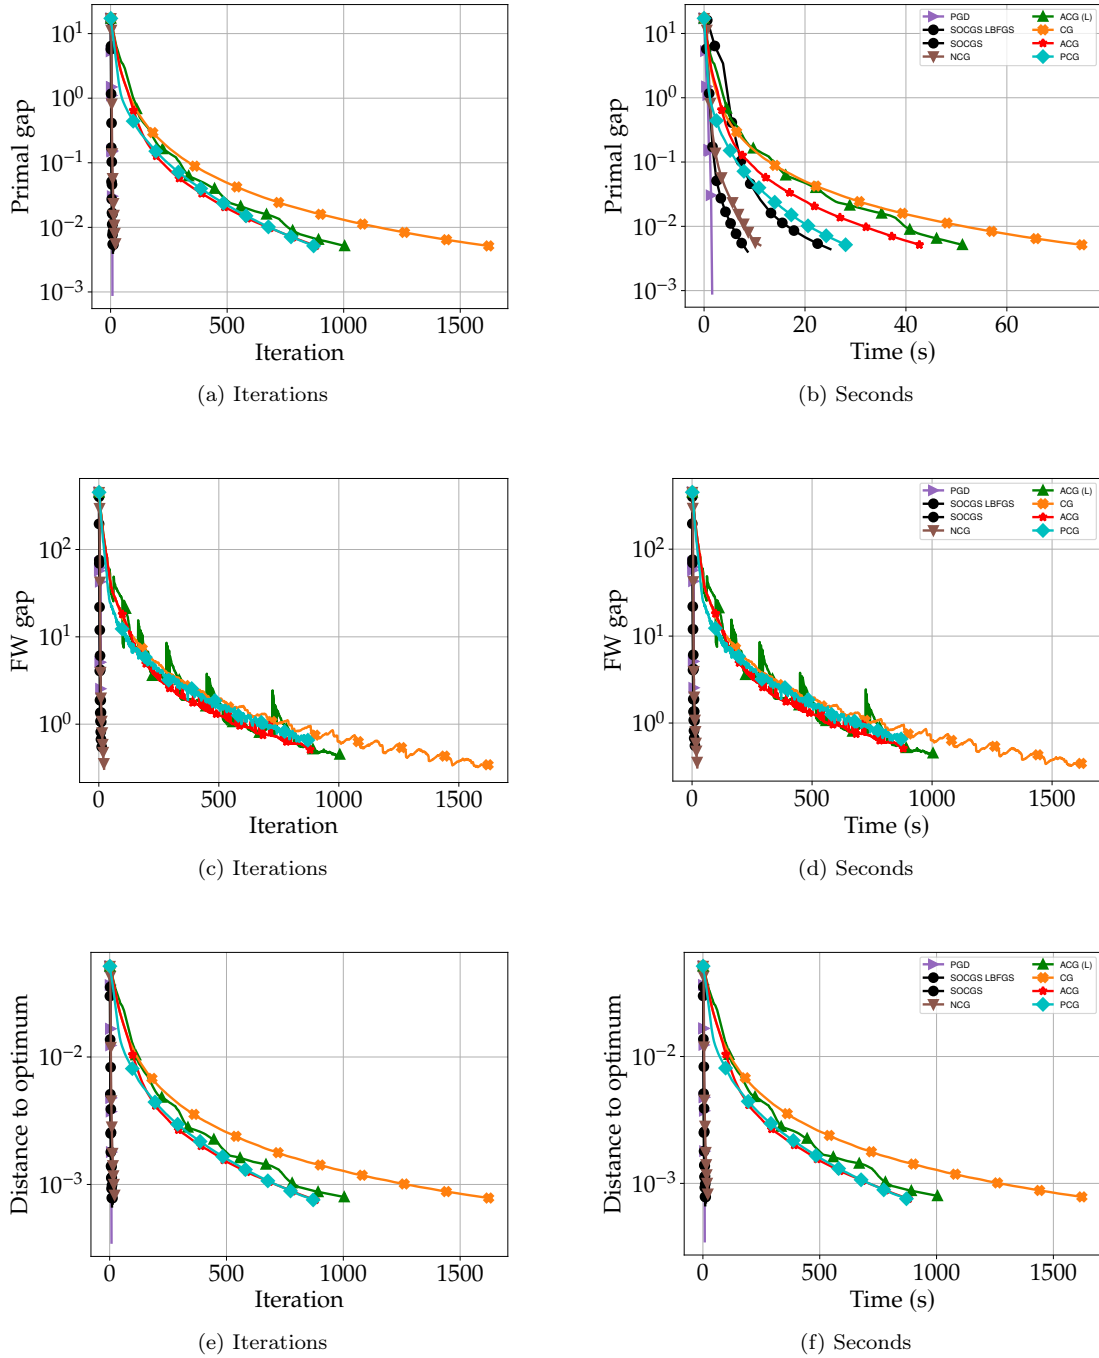 Primal gap
10^1
10^0
10^-1
10^-2
10^-3
0
500
1000
1500
Iteration
(a) Iterations
Primal gap
10^1
10^0
10^-1
10^-2
10^-3
0
20
40
60
Time (s)
PGD
SOCGS LBFGS
SOCGS
NCG
ACG (L)
CG
ACG
PCG
(b) Seconds
FW gap
10^2
10^1
10^0
0
500
1000
1500
Iteration
(c) Iterations
FW gap
10^2
10^1
10^0
0
500
1000
1500
Time (s)
PGD
SOCGS LBFGS
SOCGS
NCG
ACG (L)
CG
ACG
PCG
(d) Seconds
Distance to optimum
10^-2
10^-3
0
500
1000
1500
Iteration
(e) Iterations
Distance to optimum
10^-2
10^-3
0
500
1000
1500
Time (s)
PGD
SOCGS LBFGS
SOCGS
NCG
ACG (L)
CG
ACG
PCG
(f) Seconds